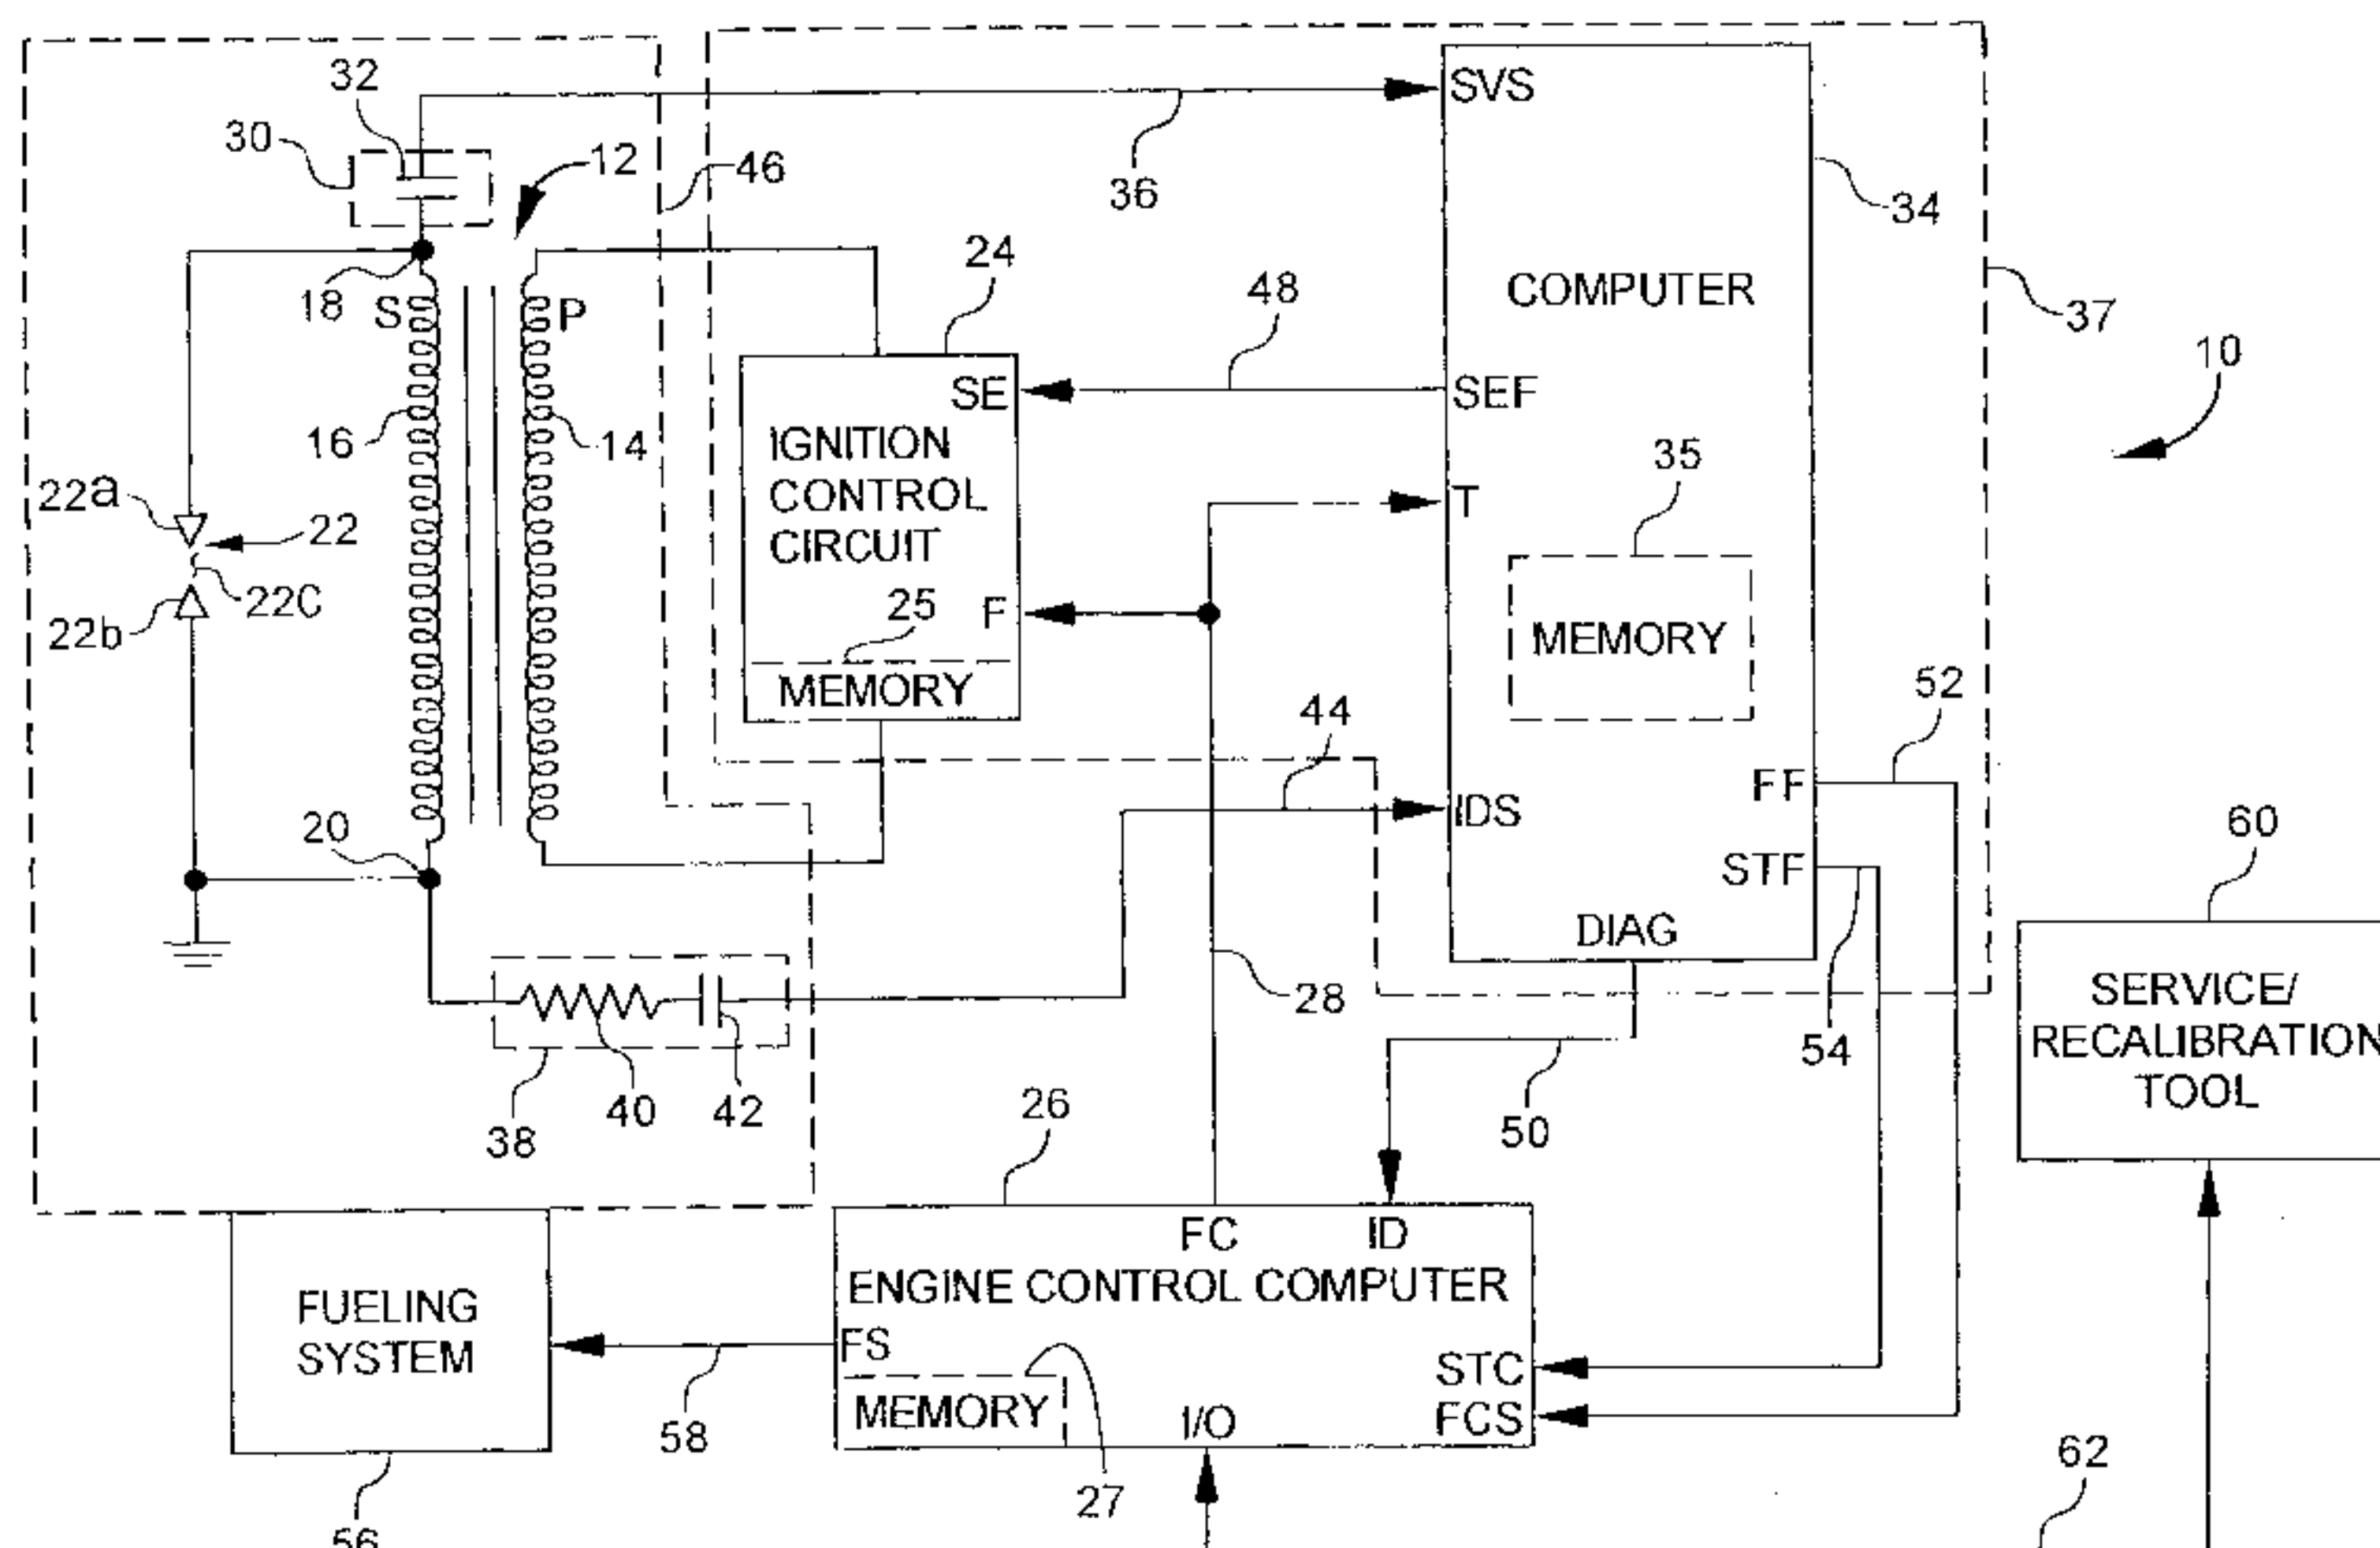 32
SVS
30
12
46
36
34
18
S
P
24
48
COMPUTER
37
10
SE
SEF
16
14
IGNITION
CONTROL
CIRCUIT
35
22a
22
T
22C
22b
25
F
MEMORY
MEMORY
44
52
20
IDS
FF
STF
60
DIAG
28
54
SERVICE/
RECALIBRATION
TOOL
40
42
38
26
50
FC
ID
ENGINE CONTROL COMPUTER
FUELING
SYSTEM
FS
STC
58
MEMORY
I/O
FCS
62
27
56